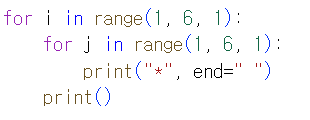 for i in range(1, 6, 1):
    for j in range(1, 6, 1):
        print("*", end=" ")
    print()